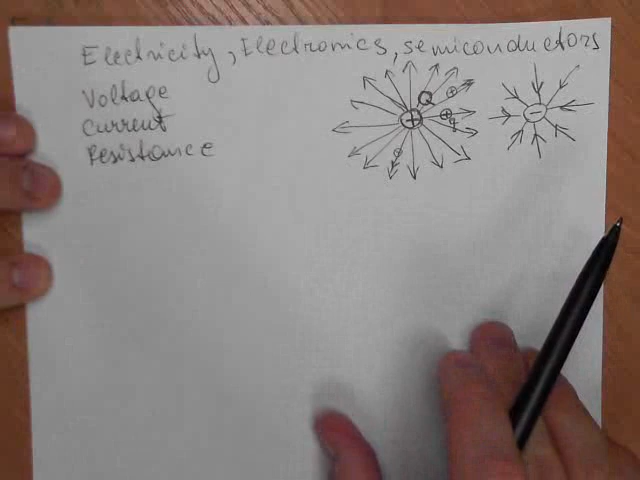 Electricity, Electronics, semiconductors
Voltage
Current
Resistance
Q
+
+
+
q
-
+